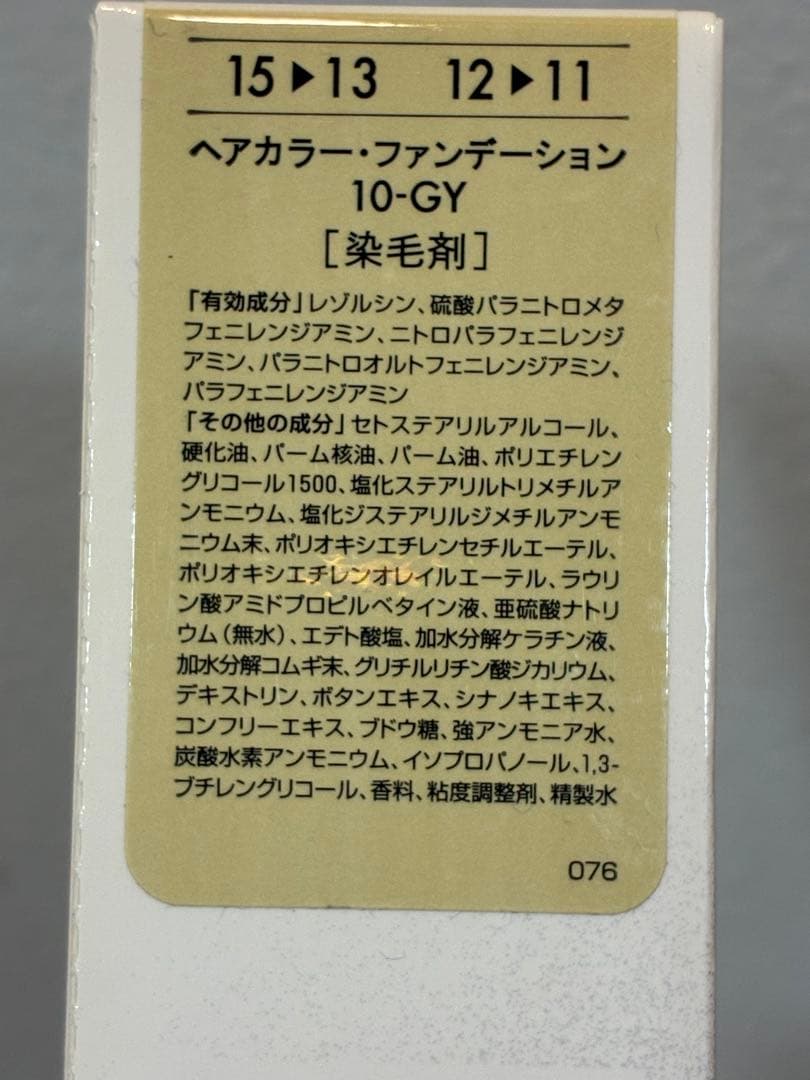 15▶13 12▶11
ヘアカラー・ファンデーション
10-GY
［染毛剤］
「有効成分」レゾルシン、硫酸パラニトロメタ
フェニレンジアミン、ニトロパラフェニレンジ
アミン、パラニトロオルトフェニレンジアミン、
パラフェニレンジアミン
「その他の成分」セトステアリルアルコール、
硬化油、パーム核油、パーム油、ポリエチレン
グリコール1500、塩化ステアリルトリメチルア
ンモニウム、塩化ジステアリルジメチルアンモ
ニウム末、ポリオキシエチレンセチルエーテル、
ポリオキシエチレンオレイルエーテル、ラウリ
ン酸アミドプロピルベタイン液、亜硫酸ナトリ
ウム（無水）、エデト酸塩、加水分解ケラチン液、
加水分解コムギ末、グリチルリチン酸ジカリウム、
デキストリン、ボタンエキス、シナノキエキス、
コンフリーエキス、ブドウ糖、強アンモニア水、
炭酸水素アンモニウム、イソプロパノール、1,3-
ブチレングリコール、香料、粘度調整剤、精製水
076